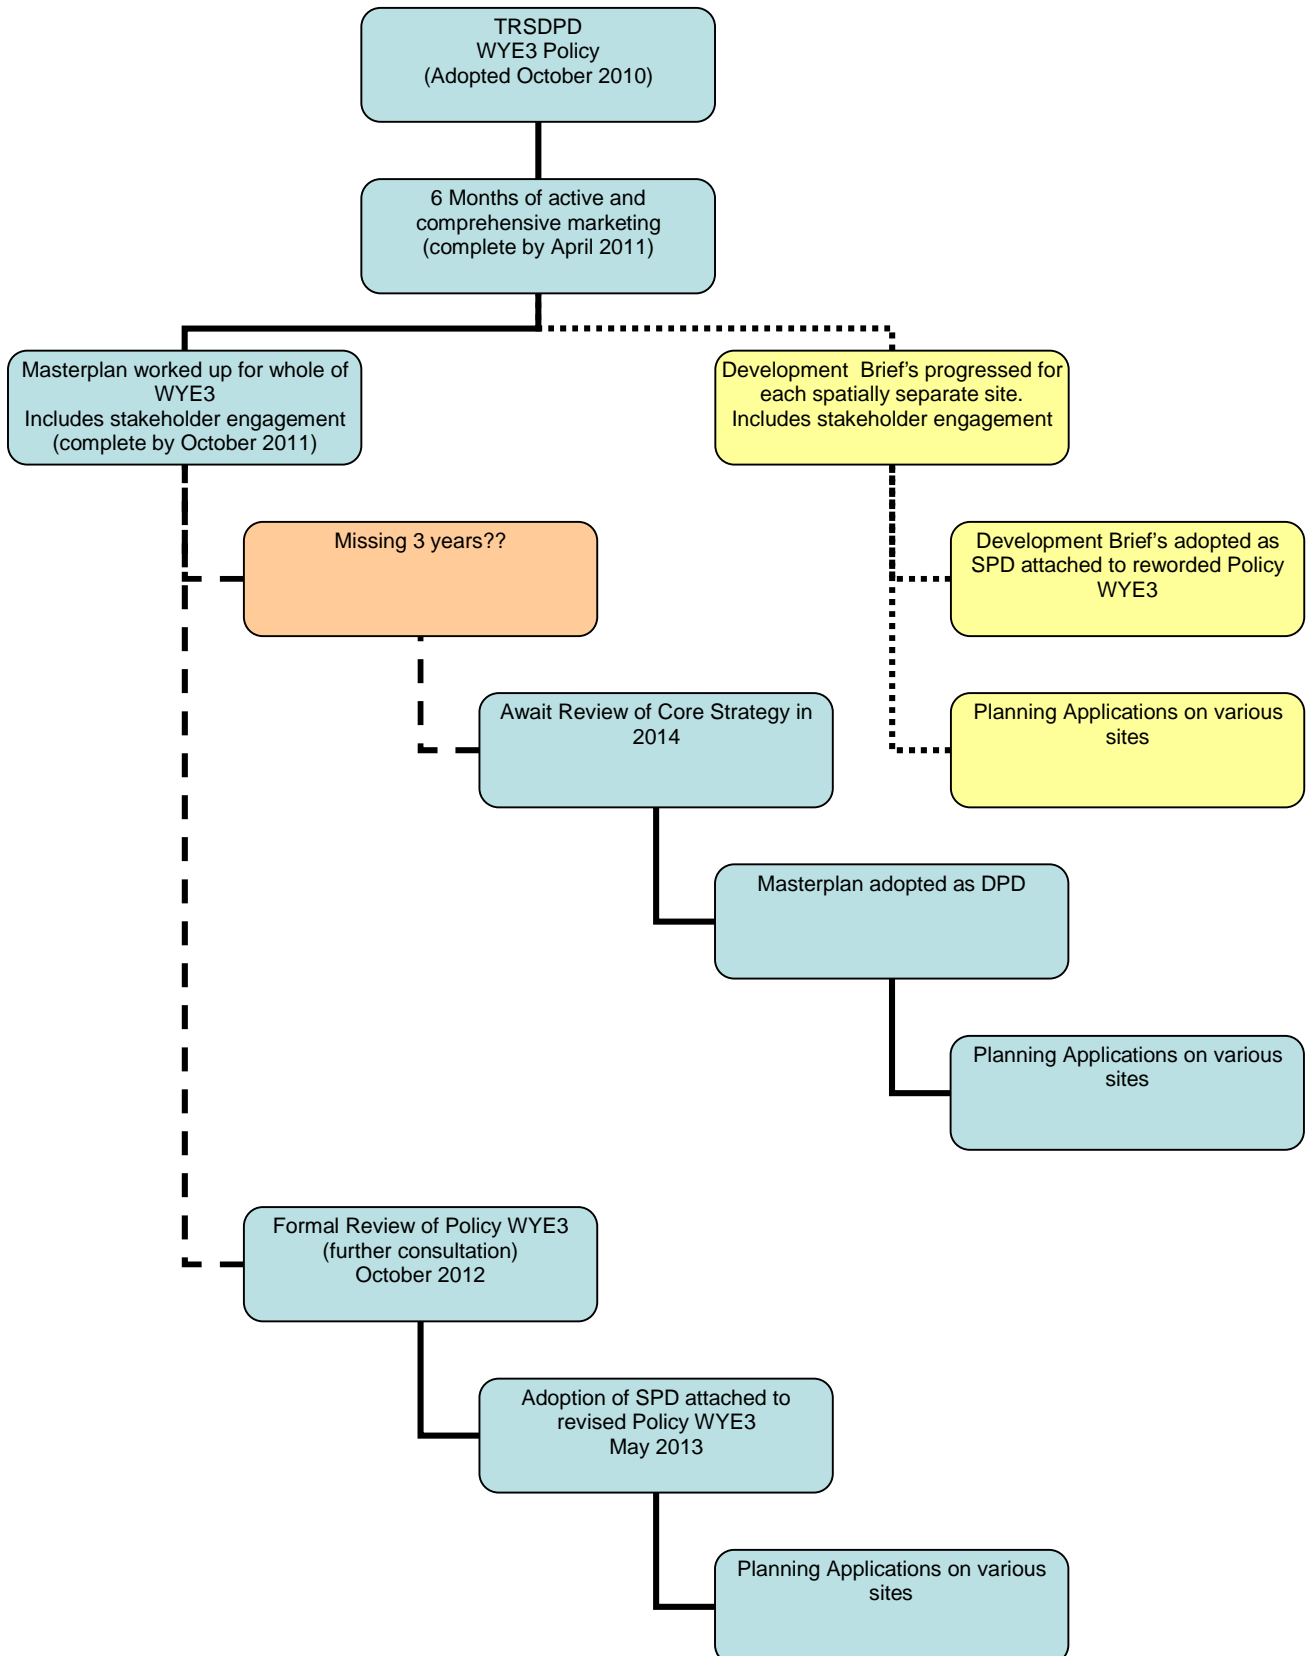 TRSDPD
WYE3 Policy
(Adopted October 2010)
6 Months of active and
comprehensive marketing
(complete by April 2011)
Masterplan worked up for whole of
WYE3
Includes stakeholder engagement
(complete by October 2011)
Development Brief's progressed for
each spatially separate site.
Includes stakeholder engagement
Missing 3 years??
Development Brief's adopted as
SPD attached to reworded Policy
WYE3
Await Review of Core Strategy in
2014
Planning Applications on various
sites
Masterplan adopted as DPD
Planning Applications on various
sites
Formal Review of Policy WYE3
(further consultation)
October 2012
Adoption of SPD attached to
revised Policy WYE3
May 2013
Planning Applications on various
sites